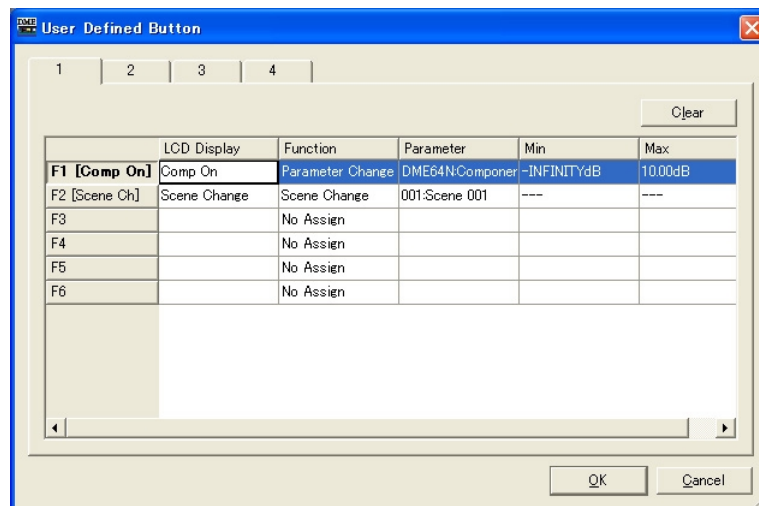 DME User Defined Button
1 2 3 4
Clear
LCD Display Function Parameter Min Max
F1 [Comp On] Comp On Parameter Change DME64N:Componer -INFINITYdB 10.00dB
F2 [Scene Ch] Scene Change Scene Change 001:Scene 001 --- ---
F3 No Assign
F4 No Assign
F5 No Assign
F6 No Assign
OK Cancel